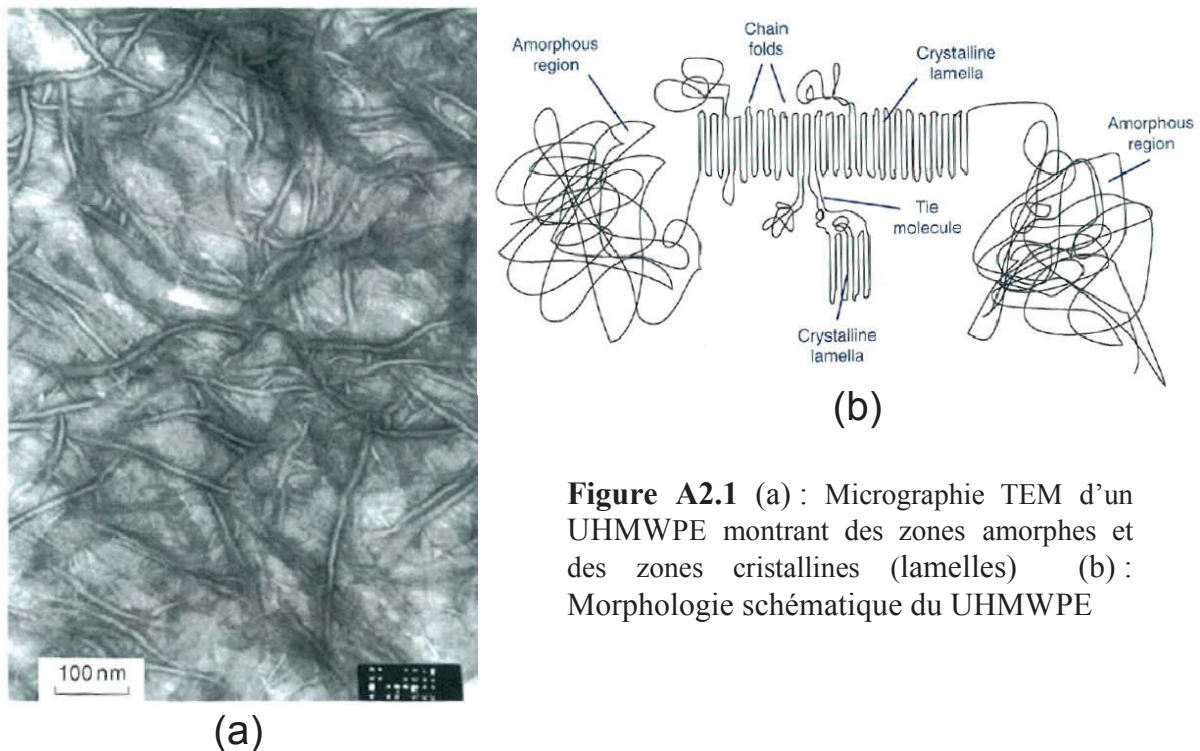 100 nm
(a)
Amorphous
region
Chain
folds
Crystalline
lamella
Amorphous
region
Tie
molecule
Crystalline
lamella
(b)
Figure A2.1 (a) : Micrographie TEM d’un
UHMWPE montrant des zones amorphes et
des zones cristallines (lamelles) (b) :
Morphologie schématique du UHMWPE